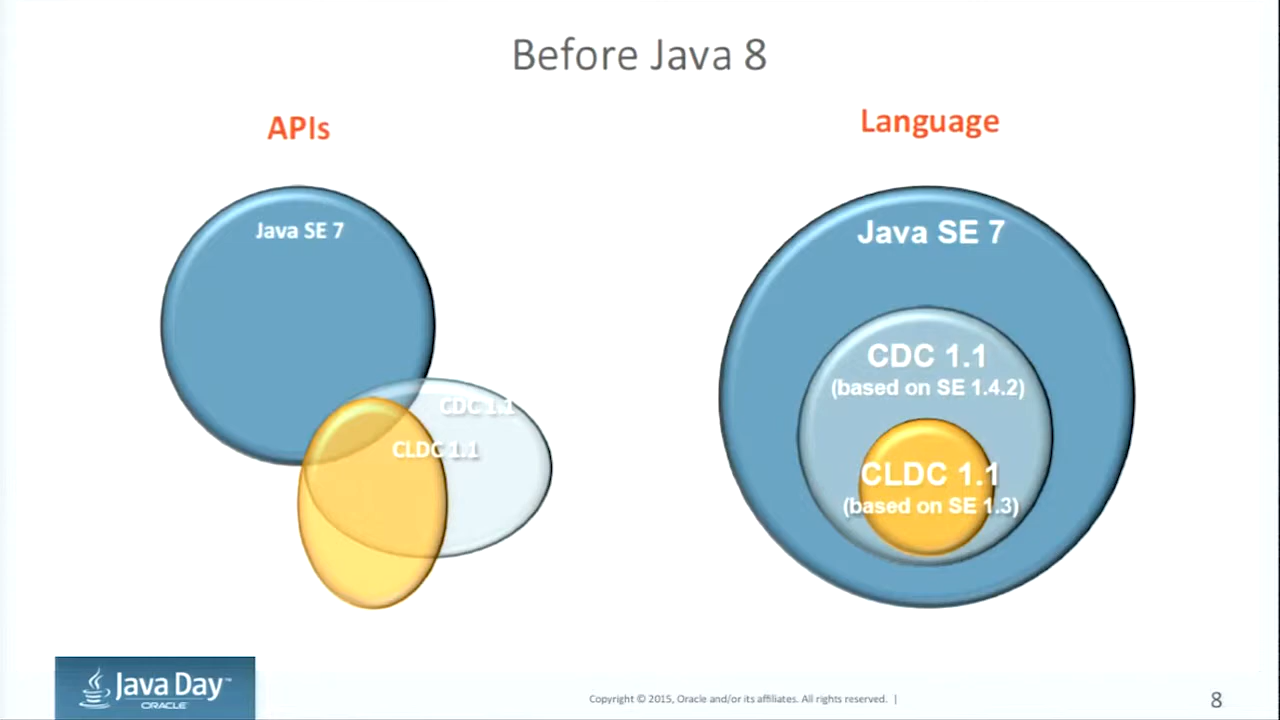 Before Java 8
APIs
Java SE 7
CDC 1.1
CLDC 1.1
Language
Java SE 7
CDC 1.1
(based on SE 1.4.2)
CLDC 1.1
(based on SE 1.3)
Java Day™
ORACLE
Copyright © 2015, Oracle and/or its affiliates. All rights reserved. |
8